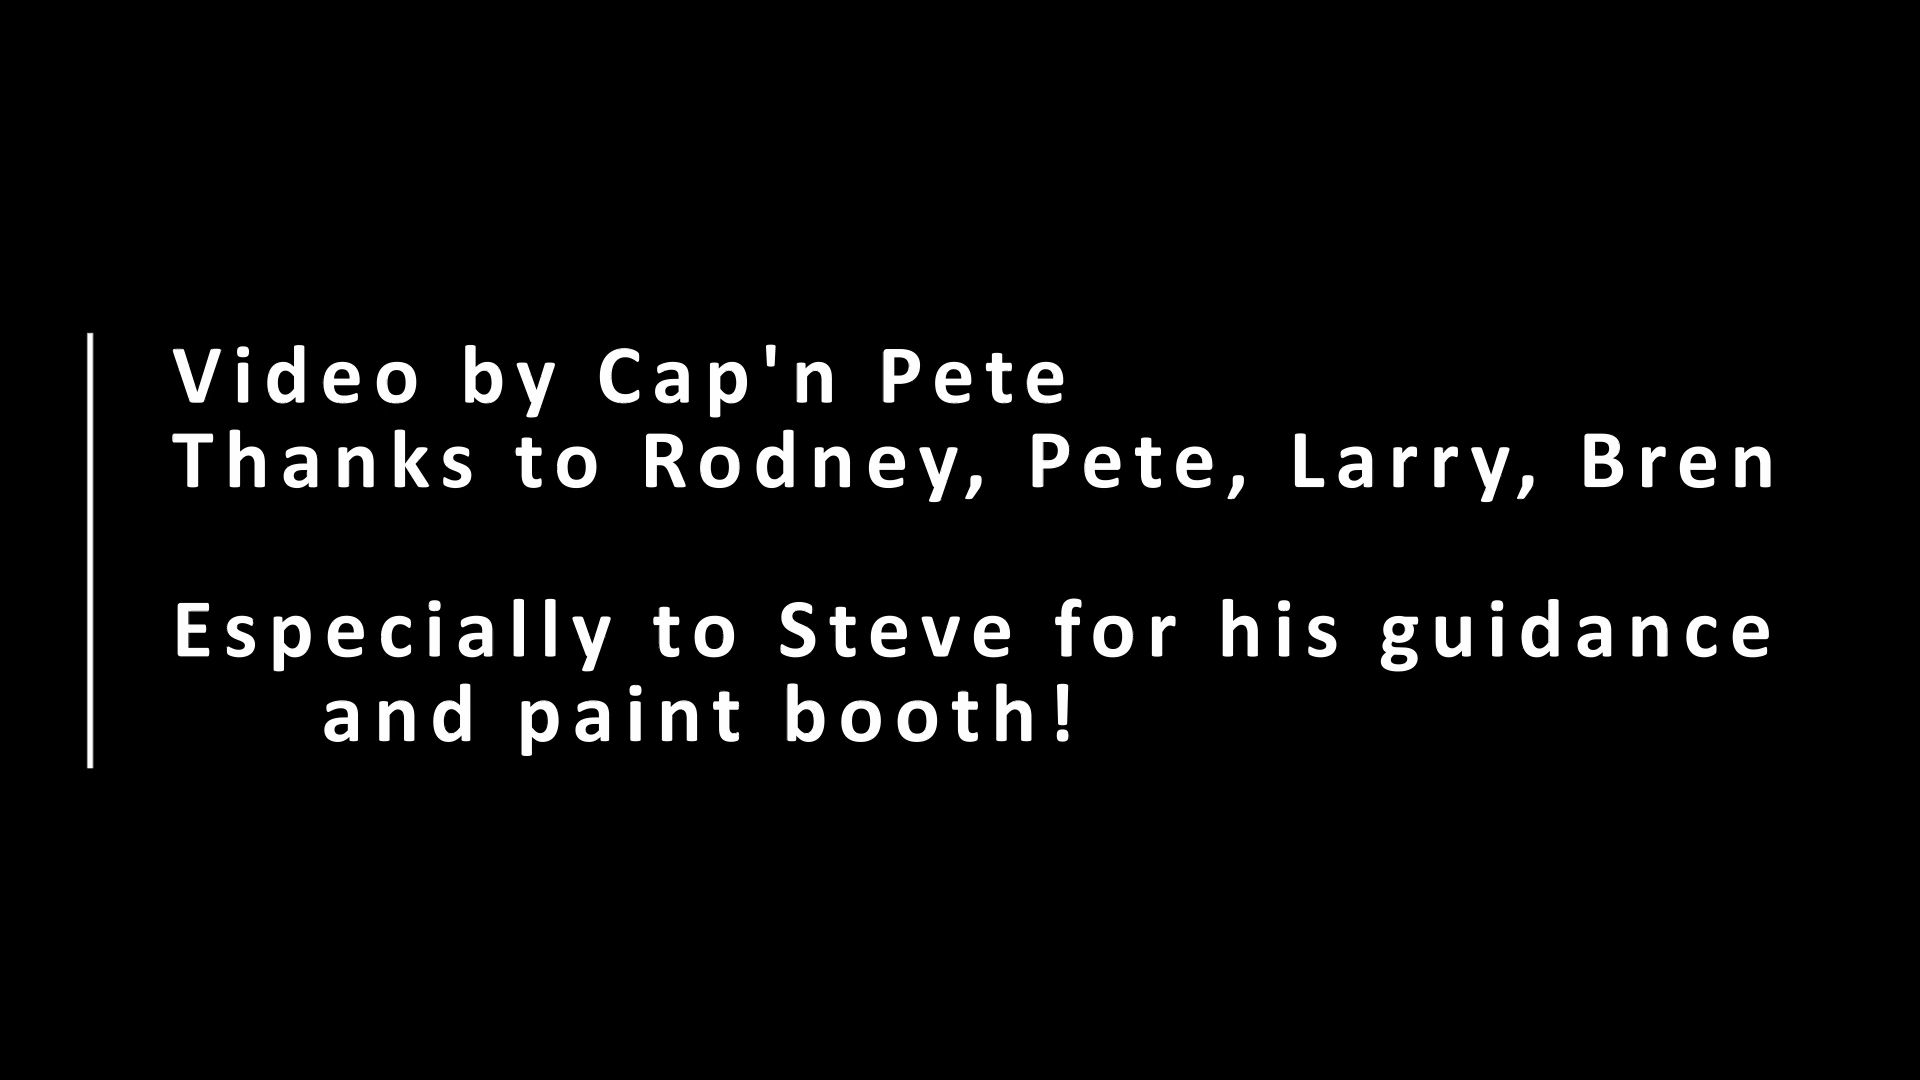 Video by Cap'n Pete
Thanks to Rodney, Pete, Larry, Bren
Especially to Steve for his guidance
and paint booth!